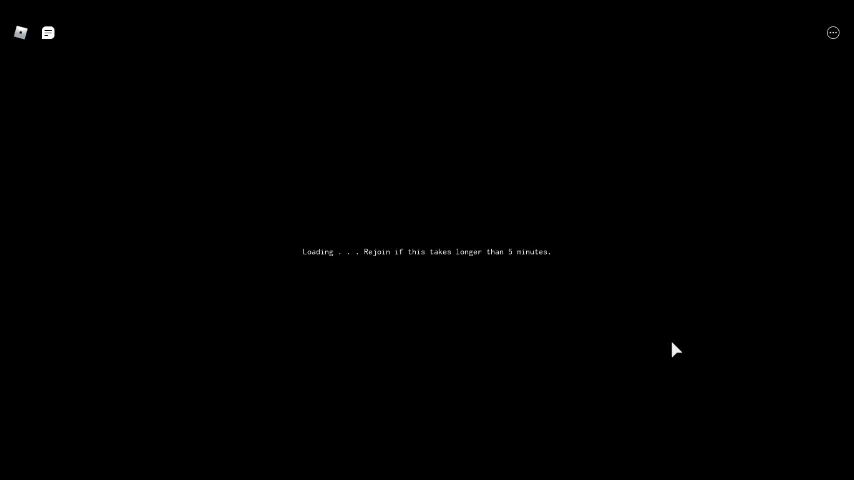 Loading . . . Rejoin if this takes longer than 5 minutes.